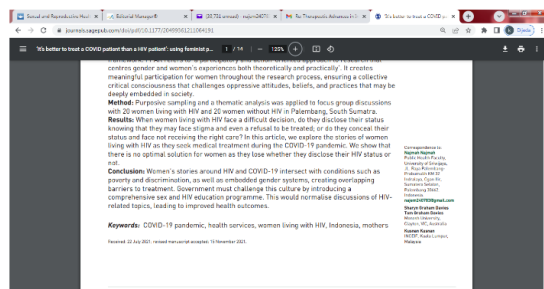 Sexual and Reproductive Heal
Editorial Manager®
Re: Therapeutic Advances in
'It's better to treat a COVID p
journals.sagepub.com/doi/pdf/10.1177/26499581211064191
'It's better to treat a COVID patient than a HIV patient': using feminist p...
1 / 14
125%
centres gender and women's experiences both theoretically and practically'. It creates
meaningful participation for women throughout the research process, ensuring a collective
critical consciousness that challenges oppressive attitudes, beliefs, and practices that may be
deeply embedded in society.
Method: Purposive sampling and a thematic analysis was applied to focus group discussions
with 20 women living with HIV and 20 women without HIV in Palembang, South Sumatra.
Results: When women living with HIV face a difficult decision, do they disclose their status
knowing that they may face stigma and even a refusal to be treated, or do they conceal their
status and face not receiving the right care? In this article, we explore the stories of women
living with HIV as they seek medical treatment during the COVID-19 pandemic. We show that
there is no optimal solution for women as they lose whether they disclose their HIV status or
not.
Conclusion: Women's stories around HIV and COVID-19 intersect with conditions such as
poverty and discrimination, as well as embedded gender systems, creating overlapping
barriers to treatment. Government must challenge this culture by introducing a
comprehensive sex and HIV education programme. This would normalise discussions of HIV-
related topics, leading to improved health outcomes.
Keywords: COVID-19 pandemic, health services, women living with HIV, Indonesia, mothers
Received: 22 July 2021; revised manuscript accepted: 15 November 2021.
Correspondence to:
Najmah Najmah
Public Health Faculty,
University of Sriwijaya,
Indonesia
Sharyn Graham Davies
Tom Graham Davies
Monash University,
Clayton, VIC, Australia
Kusnan Kusnan
Kuala Lumpur,
Malaysia